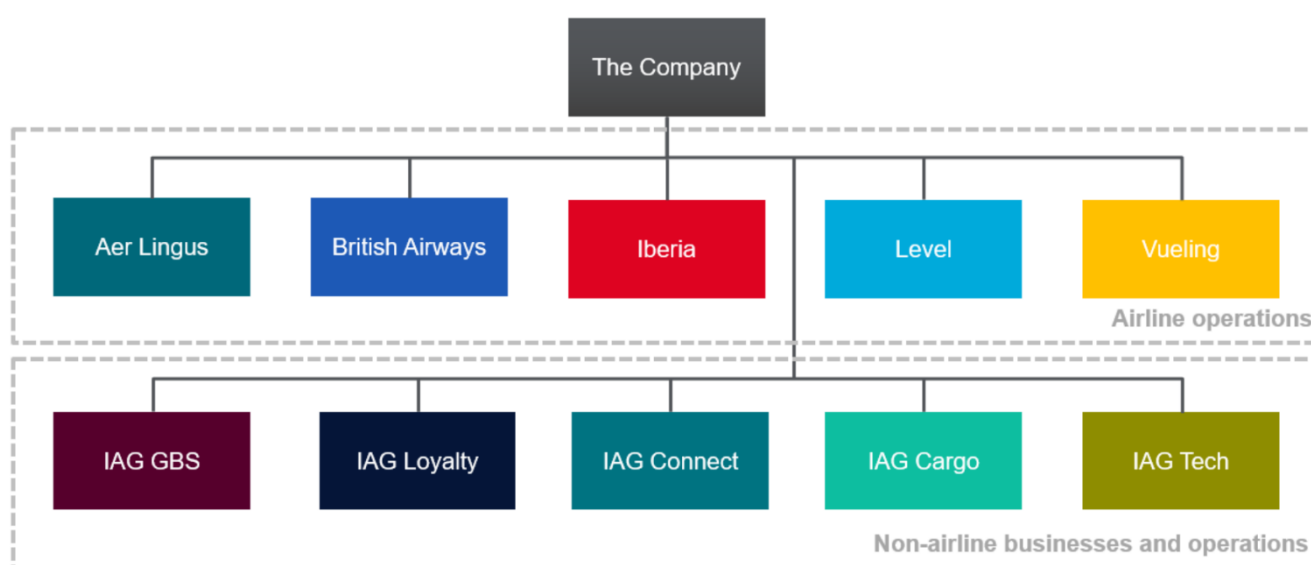 The Company
Aer Lingus
British Airways
Iberia
Level
Vueling
Airline operations
IAG GBS
IAG Loyalty
IAG Connect
IAG Cargo
IAG Tech
Non-airline businesses and operations